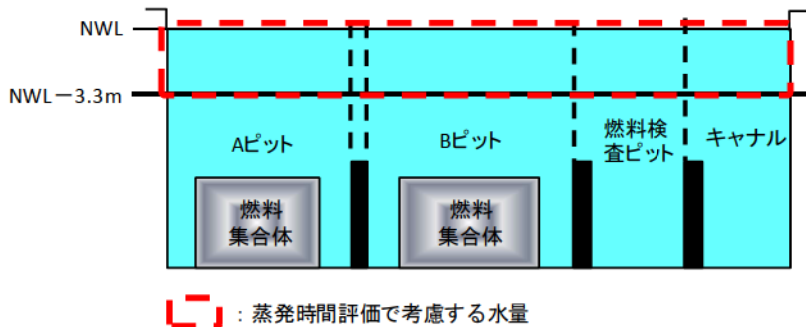 NWL
NWL－3.3m
Aピット
Bピット
燃料検
査ピット
キャナル
燃料
集合体
燃料
集合体
：蒸発時間評価で考慮する水量